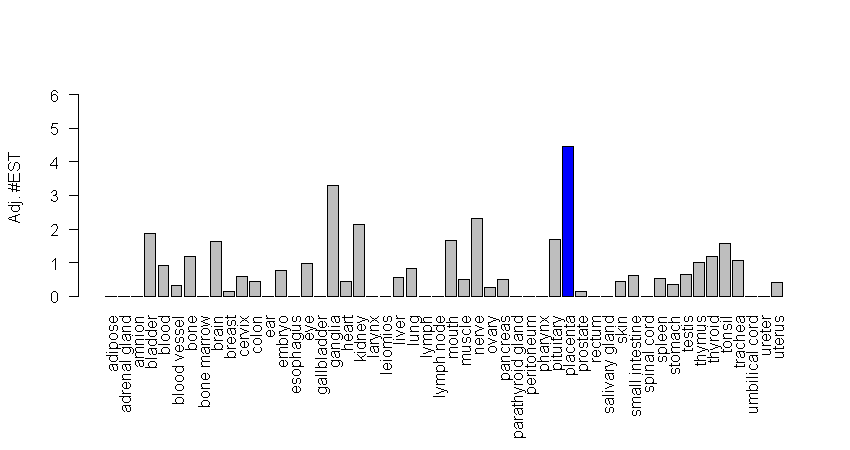 6
5
4
3
2
1
0
Adj. #EST
adipose
adrenal gland
amnion
bladder
blood
blood vessel
bone
bone marrow
brain
breast
cervix
colon
ear
embryo
esophagus
eye
gallbladder
ganglia
heart
kidney
larynx
leiomios
liver
lung
lymph
lymph node
mouth
muscle
nerve
ovary
pancreas
parathyroid gland
peritoneum
pharynx
pituitary
placenta
prostate
rectum
salivary gland
skin
small intestine
spinal cord
spleen
stomach
testis
thymus
thyroid
tonsil
trachea
umbilical cord
ureter
uterus